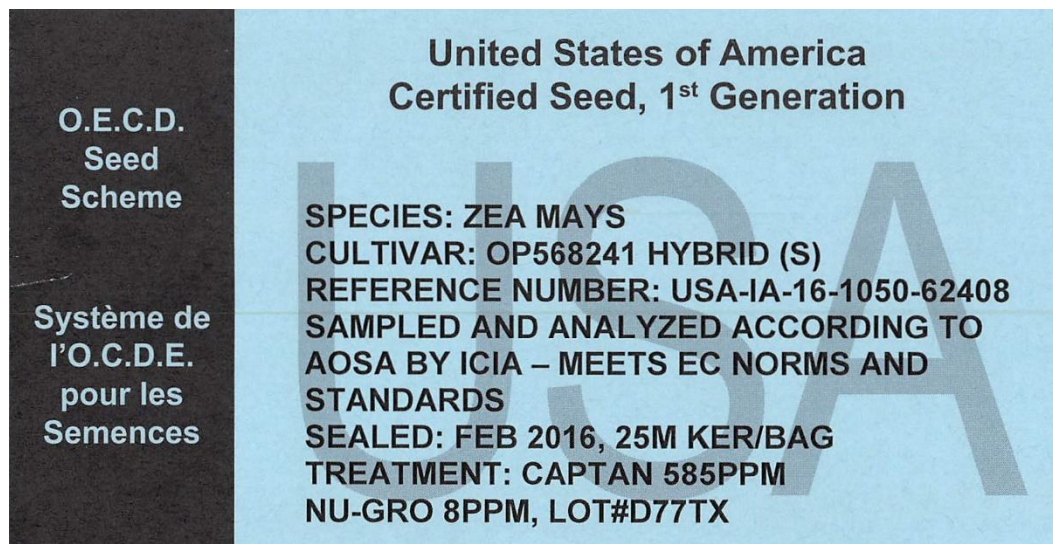 O.E.C.D.
Seed
Scheme
Système de
l'O.C.D.E.
pour les
Semences
United States of America
Certified Seed, 1st Generation
USA
SPECIES: ZEA MAYS
CULTIVAR: OP568241 HYBRID (S)
REFERENCE NUMBER: USA-IA-16-1050-62408
SAMPLED AND ANALYZED ACCORDING TO
AOSA BY ICIA – MEETS EC NORMS AND
STANDARDS
SEALED: FEB 2016, 25M KER/BAG
TREATMENT: CAPTAN 585PPM
NU-GRO 8PPM, LOT#D77TX